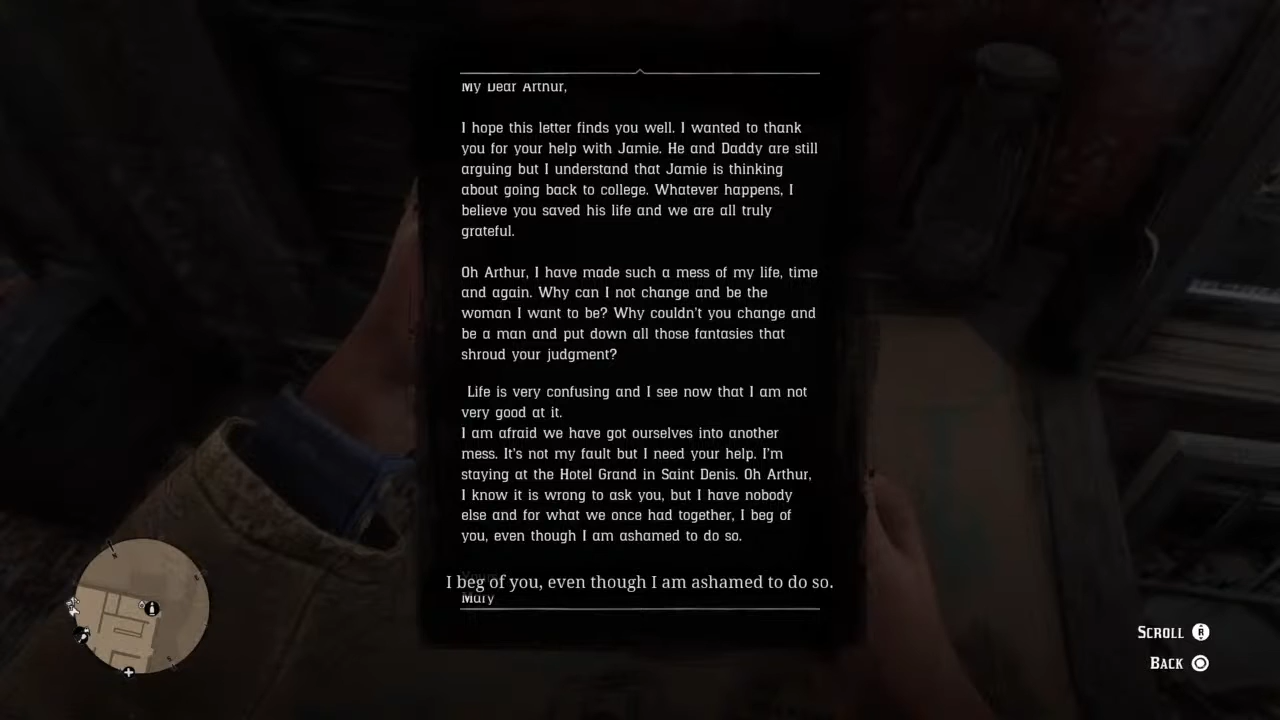 My Dear Arthur,
I hope this letter finds you well. I wanted to thank
you for your help with Jamie. He and Daddy are still
arguing but I understand that Jamie is thinking
about going back to college. Whatever happens, I
believe you saved his life and we are all truly
grateful.
Oh Arthur, I have made such a mess of my life, time
and again. Why can I not change and be the
woman I want to be? Why couldn't you change and
be a man and put down all those fantasies that
shroud your judgment?
Life is very confusing and I see now that I am not
very good at it.
I am afraid we have got ourselves into another
mess. It's not my fault but I need your help. I'm
staying at the Hotel Grand in Saint Denis. Oh Arthur,
I know it is wrong to ask you, but I have nobody
else and for what we once had together, I beg of
you, even though I am ashamed to do so.
I beg of you, even though I am ashamed to do so.
Mary
SCROLL R
BACK